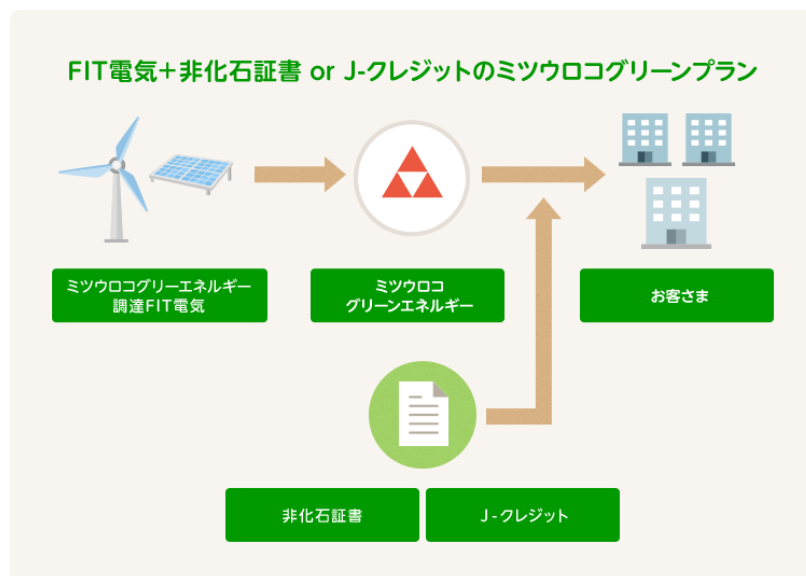 FIT電気＋非化石証書 or J-クレジットのミツウロコグリーンプラン
ミツウロコグリーエネルギー
調達FIT電気
ミツウロコ
グリーンエネルギー
お客さま
非化石証書
J-クレジット